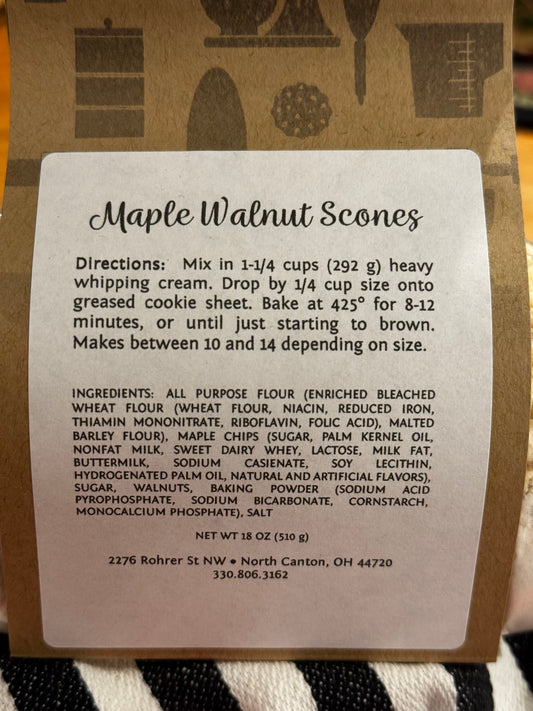 Maple Walnut Scones
Directions: Mix in 1-1/4 cups (292 g) heavy
whipping cream. Drop by 1/4 cup size onto
greased cookie sheet. Bake at 425° for 8-12
minutes, or until just starting to brown.
Makes between 10 and 14 depending on size.
INGREDIENTS: ALL PURPOSE FLOUR (ENRICHED BLEACHED
WHEAT FLOUR (WHEAT FLOUR, NIACIN, REDUCED IRON,
THIAMIN MONONITRATE, RIBOFLAVIN, FOLIC ACID), MALTED
BARLEY FLOUR), MAPLE CHIPS (SUGAR, PALM KERNEL OIL,
NONFAT MILK, SWEET DAIRY WHEY, LACTOSE, MILK FAT,
BUTTERMILK, SODIUM CASIENATE, SOY LECITHIN,
HYDROGENATED PALM OIL, NATURAL AND ARTIFICIAL FLAVORS),
SUGAR, WALNUTS, BAKING POWDER (SODIUM ACID
PYROPHOSPHATE, SODIUM BICARBONATE, CORNSTARCH,
MONOCALCIUM PHOSPHATE), SALT
NET WT 18 OZ (510 g)
2276 Rohrer St NW • North Canton, OH 44720
330.806.3162